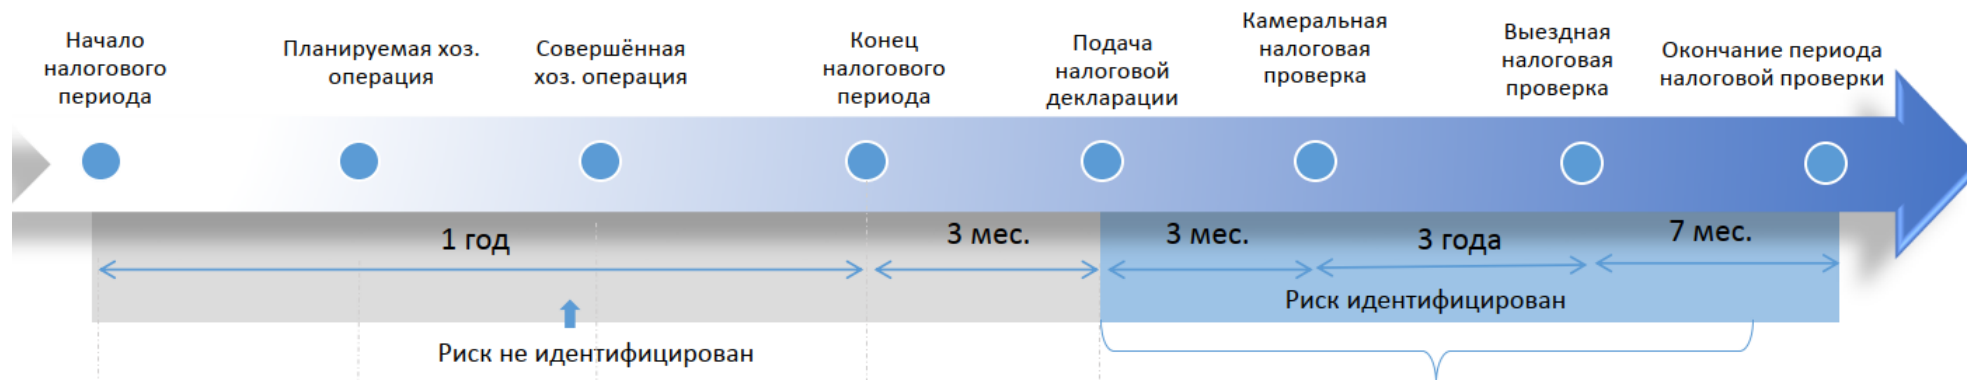 Начало
налогового
периода
Планируемая хоз.
операция
Совершённая
хоз. операция
Конец
налогового
периода
Подача
налоговой
декларации
Камеральная
налоговая
проверка
Выездная
налоговая
проверка
Окончание периода
налоговой проверки
1 год
3 мес.
3 мес.
3 года
7 мес.
Риск идентифицирован
Риск не идентифицирован